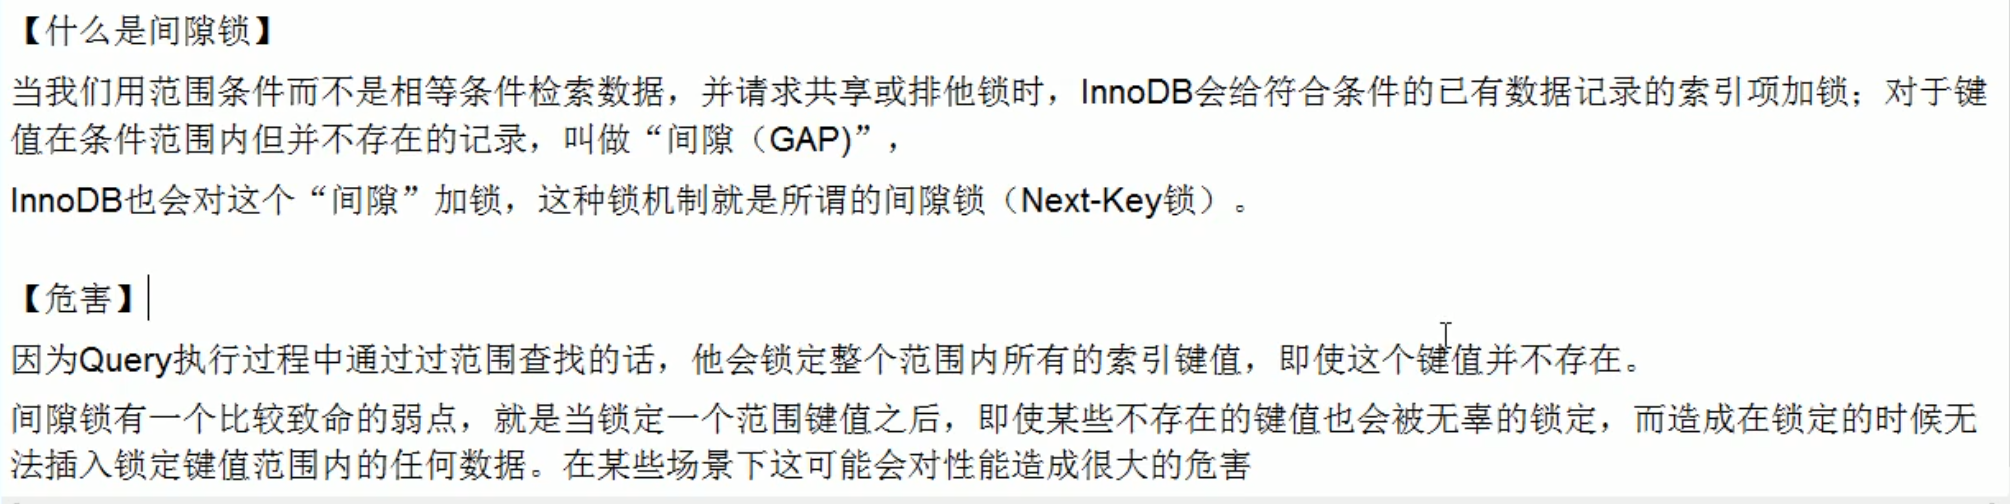 【什么是间隙锁】
当我们用范围条件而不是相等条件检索数据，并请求共享或排他锁时，InnoDB会给符合条件的已有数据记录的索引项加锁；对于键
值在条件范围内但并不存在的记录，叫做“间隙（GAP)”，
InnoDB也会对这个“间隙”加锁，这种锁机制就是所谓的间隙锁（Next-Key锁）。
【危害】
因为Query执行过程中通过过范围查找的话，他会锁定整个范围内所有的索引键值，即使这个键值并不存在。
间隙锁有一个比较致命的弱点，就是当锁定一个范围键值之后，即使某些不存在的键值也会被无辜的锁定，而造成在锁定的时候无
法插入锁定键值范围内的任何数据。在某些场景下这可能会对性能造成很大的危害